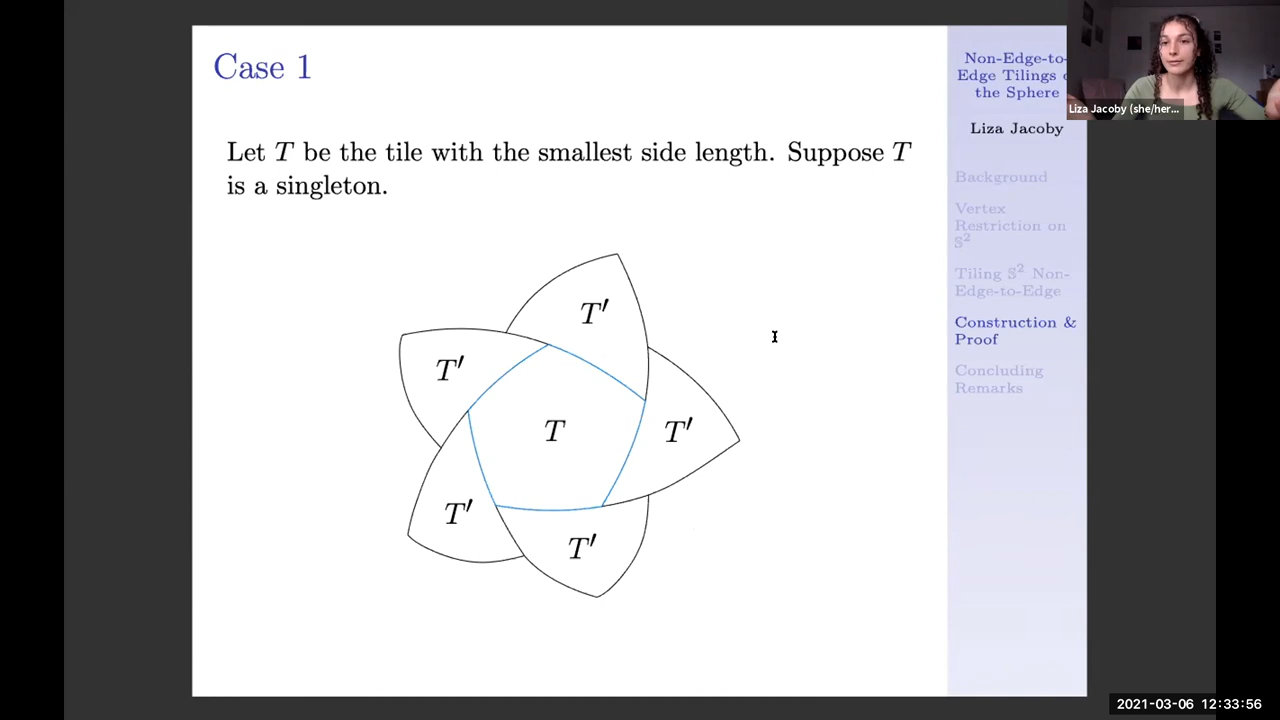 Case 1
Let T be the tile with the smallest side length. Suppose T
is a singleton.
T′
T′
T
T′
T′
T′
Non-Edge-to-
Edge Tilings
the Sphere
Liza Jacoby
Background
Vertex
Restriction on
𝕊²
Tiling 𝕊² Non-
Edge-to-Edge
Construction &
Proof
Concluding
Remarks
Liza Jacoby (she/her...
2021-03-06 12:33:56